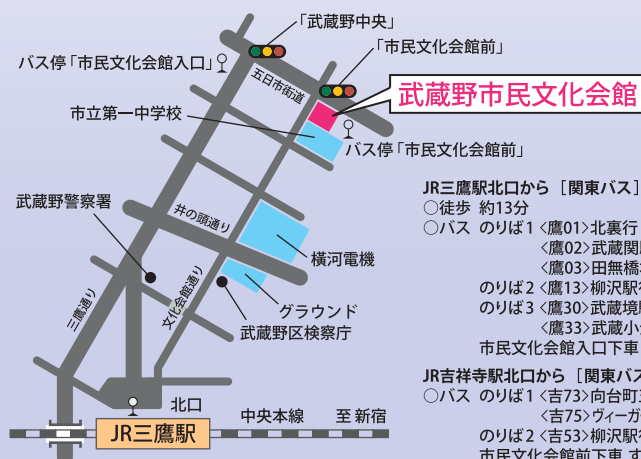 「武蔵野中央」
バス停「市民文化会館入口」
「市民文化会館前」
五日市街道
武蔵野市民文化会館
市立第一中学校
バス停「市民文化会館前」
武蔵野警察署
井の頭通り
横河電機
三鷹通り
文化会館通り
グラウンド
武蔵野区検察庁
北口
JR三鷹駅
中央本線
至 新宿
JR三鷹駅北口から [関東バス]
○徒歩 約13分
○バス のりば1 〈鷹01〉北裏行
〈鷹02〉武蔵関
〈鷹03〉田無橋
のりば2 〈鷹13〉柳沢駅
のりば3 〈鷹30〉武蔵境
〈鷹33〉武蔵小
市民文化会館入口下車
JR吉祥寺駅北口から [関東バ
○バス のりば1 〈吉73〉向台町
〈吉75〉ヴィーガ
のりば2 〈吉53〉柳沢駅
市民文化会館前下車